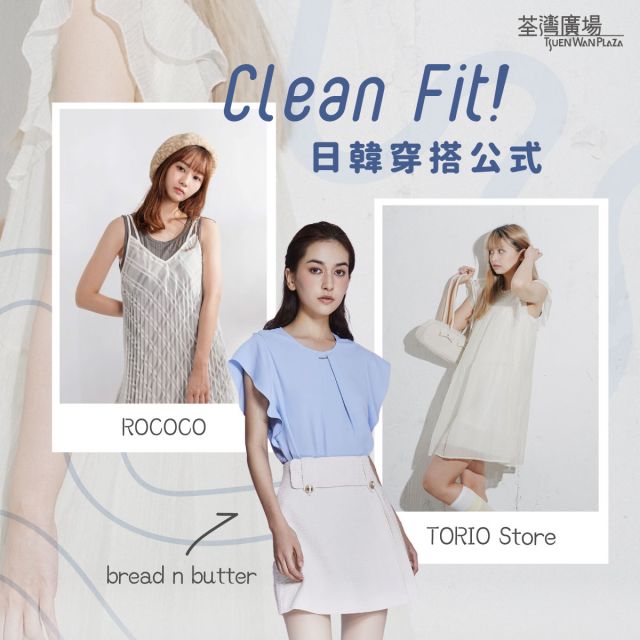 荃灣廣場
TSUEN WAN PLAZA
Clean Fit!
日韓穿搭公式
ROCOCO
TORIO Store
bread n butter